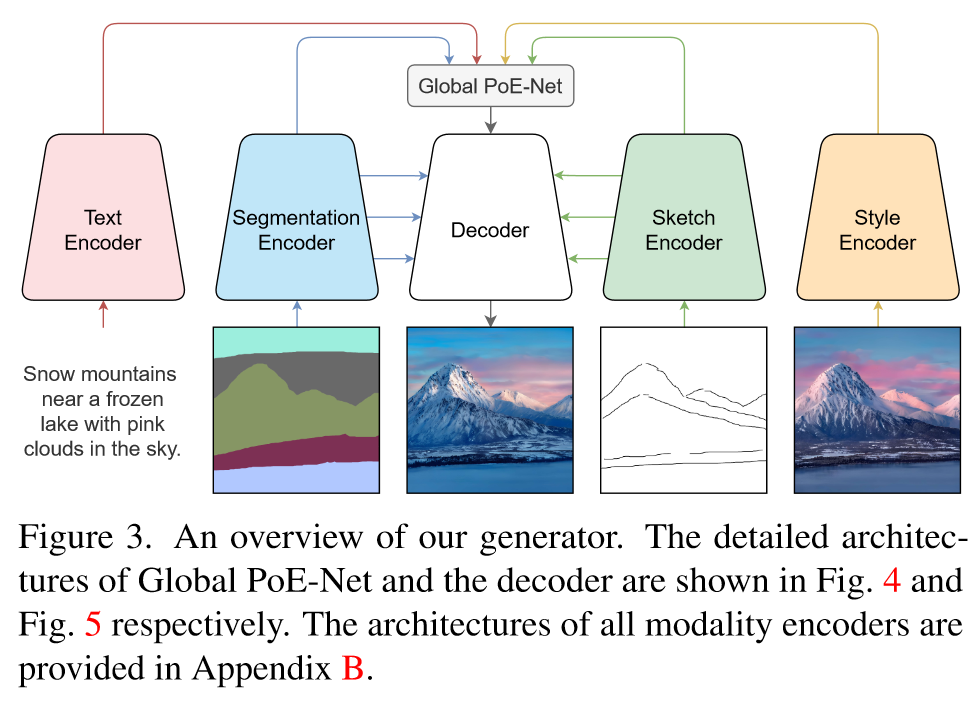 Global PoE-Net
Text
Encoder
Segmentation
Encoder
Decoder
Sketch
Encoder
Style
Encoder
Snow mountains
near a frozen
lake with pink
clouds in the sky.
Figure 3. An overview of our generator. The detailed architec-
tures of Global PoE-Net and the decoder are shown in Fig. 4 and
Fig. 5 respectively. The architectures of all modality encoders are
provided in Appendix B.